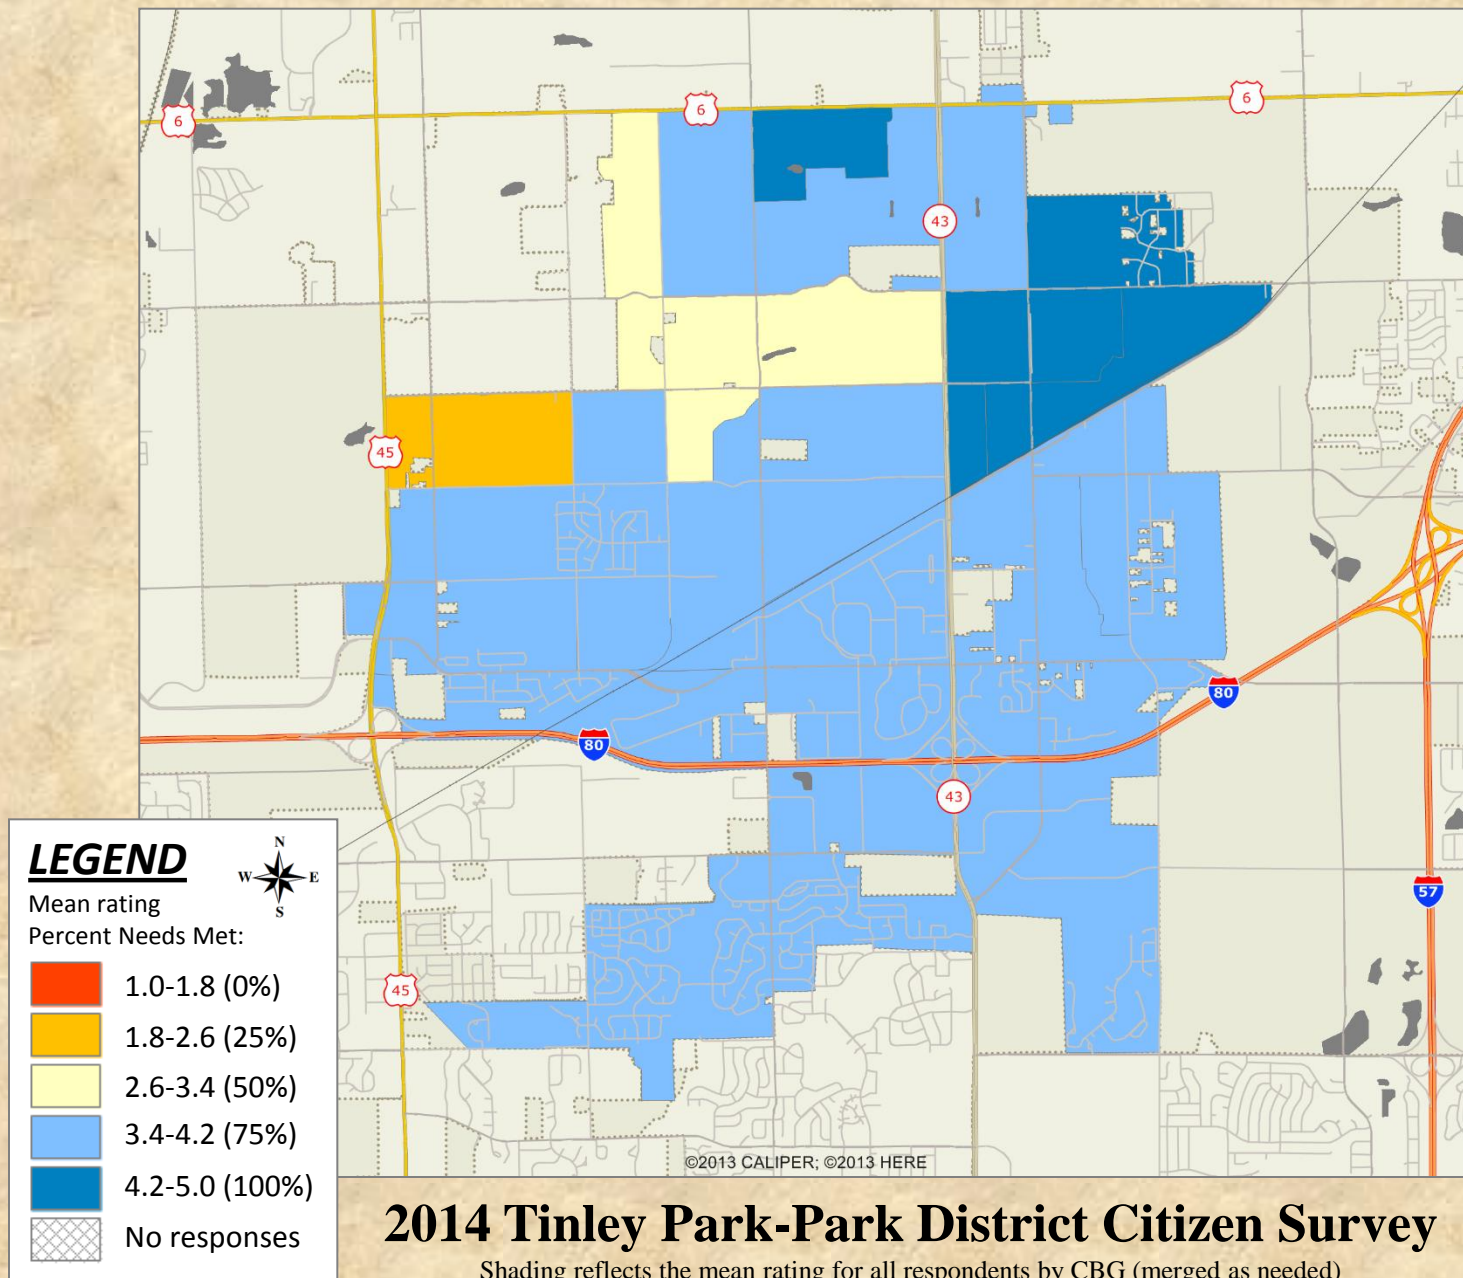 6
6
6
43
45
80
80
43
57
45
LEGEND
N
W E
S
Mean rating
Percent Needs Met:
1.0-1.8 (0%)
1.8-2.6 (25%)
2.6-3.4 (50%)
3.4-4.2 (75%)
4.2-5.0 (100%)
No responses
©2013 CALIPER; ©2013 HERE
2014 Tinley Park-Park District Citizen Survey
Shading reflects the mean rating for all respondents by CBG (merged as needed)